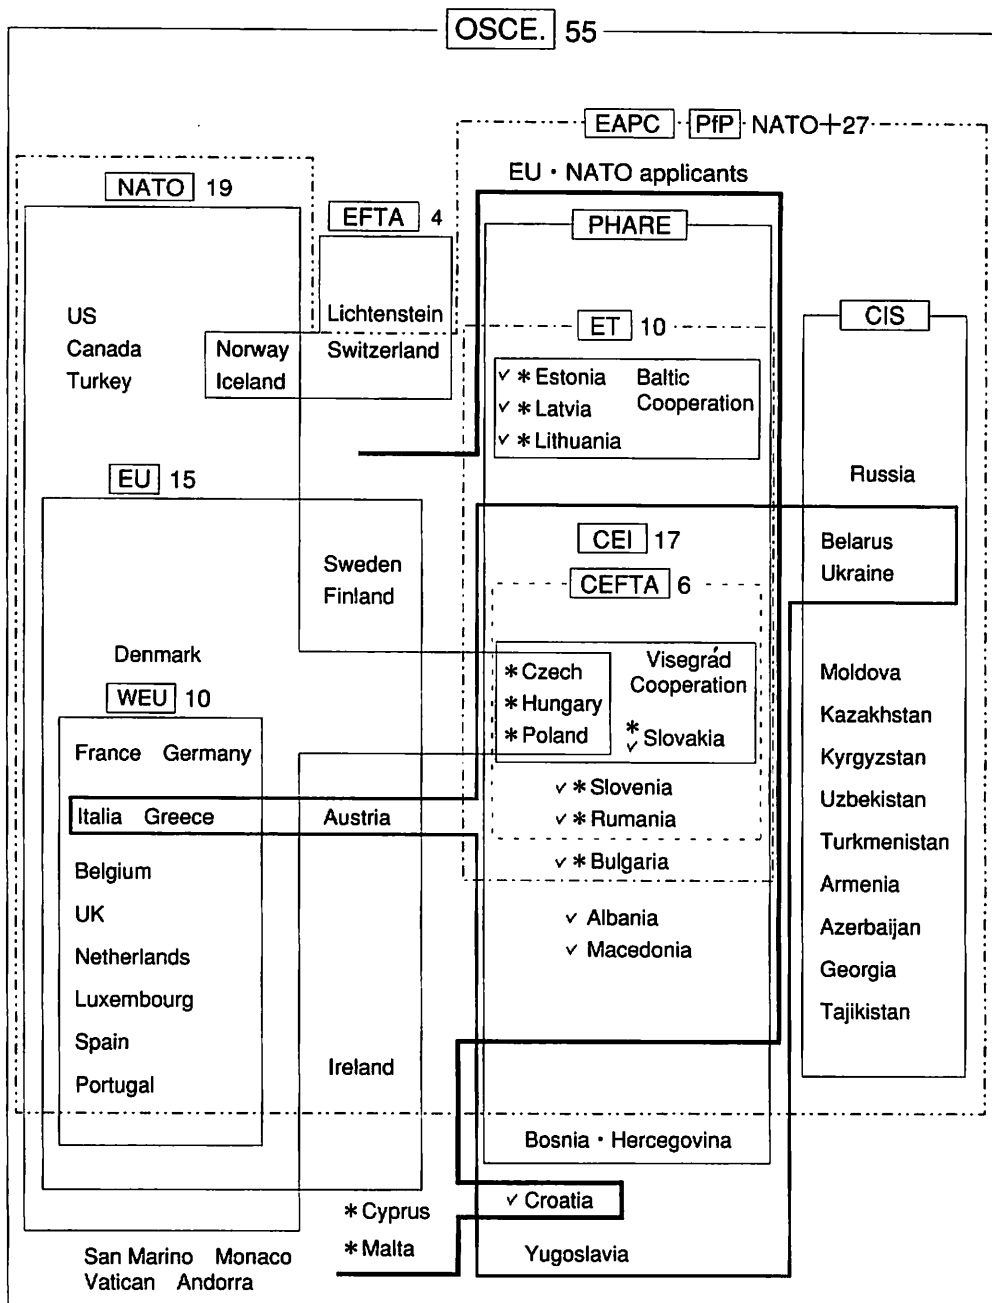 OSCE. 55
EAPC PfP NATO+27
EU・NATO applicants
NATO 19
EFTA 4
PHARE
Lichtenstein
CIS
US
ET 10
Canada
Norway
Switzerland
Turkey
Iceland
✓ * Estonia Baltic
Cooperation
✓ * Latvia
✓ * Lithuania
EU 15
Russia
CEI 17
Belarus
Ukraine
Sweden
Finland
CEFTA 6
Denmark
* Czech Visegrád
Cooperation
Moldova
WEU 10
* Hungary
Kazakhstan
France Germany
* Poland
* ✓ Slovakia
Kyrgyzstan
✓ * Slovenia
Uzbekistan
Italia Greece
Austria
✓ * Rumania
Turkmenistan
Belgium
✓ * Bulgaria
Armenia
UK
✓ Albania
Azerbaijan
Netherlands
✓ Macedonia
Georgia
Luxembourg
Tajikistan
Spain
Portugal
Ireland
Bosnia・Hercegovina
* Cyprus
✓ Croatia
* Malta
Yugoslavia
San Marino Monaco
Vatican Andorra